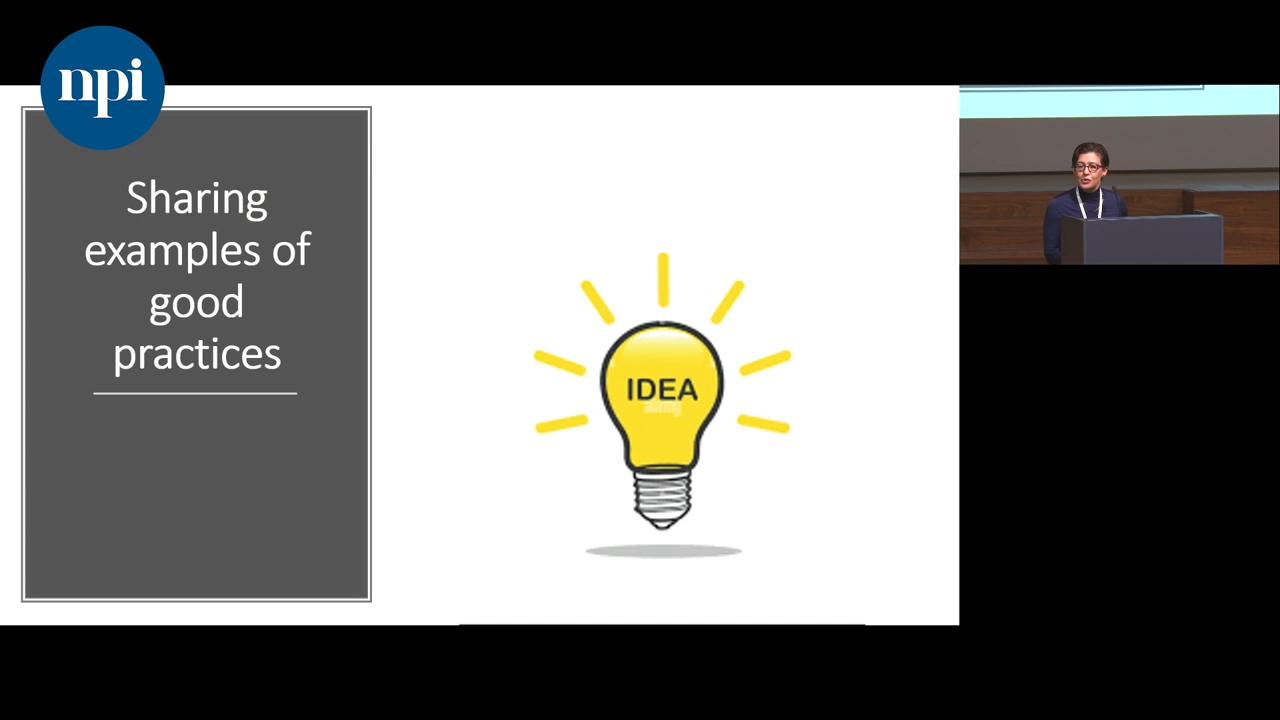 npi
Sharing
examples of
good
practices
IDEA